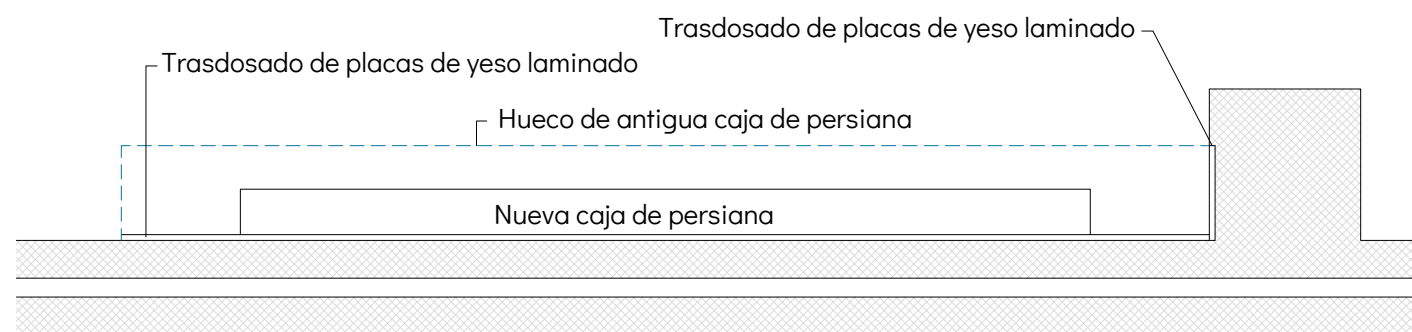 Trasdosado de placas de yeso laminado
Trasdosado de placas de yeso laminado
Hueco de antigua caja de persiana
Nueva caja de persiana